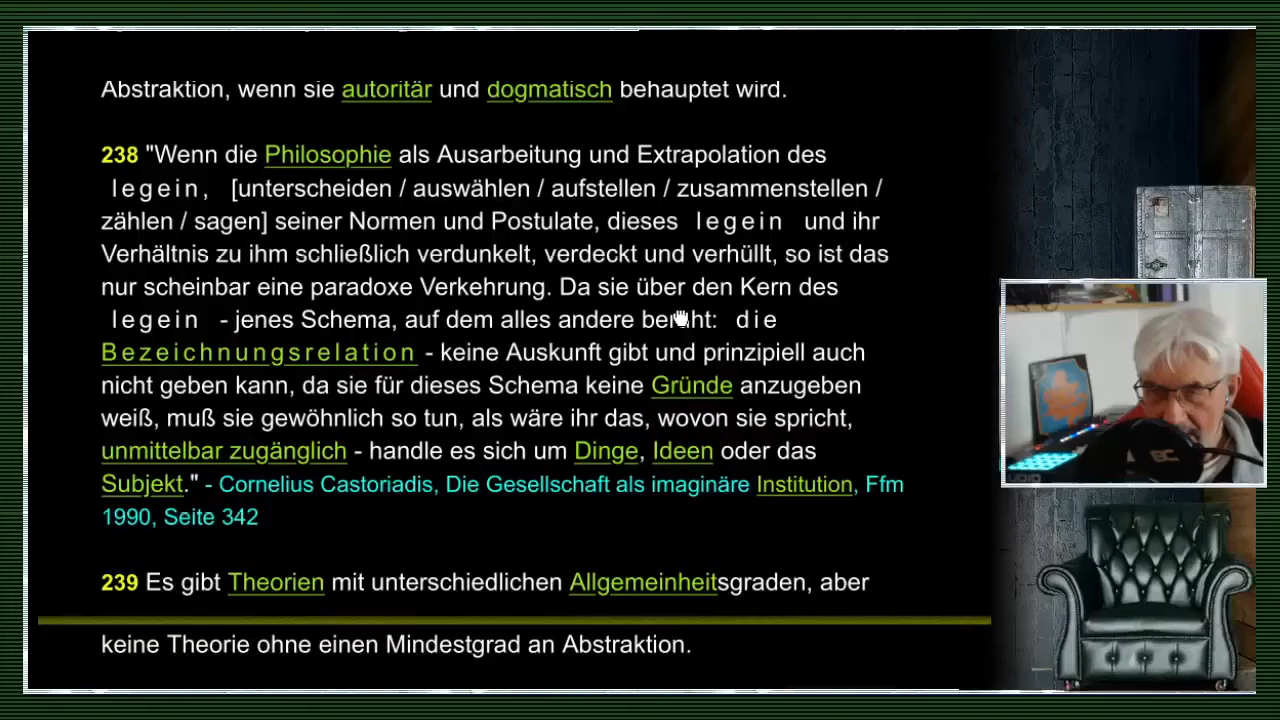 Abstraktion, wenn sie autoritär und dogmatisch behauptet wird.
238 "Wenn die Philosophie als Ausarbeitung und Extrapolation des
legein, [unterscheiden / auswählen / aufstellen / zusammenstellen /
zählen / sagen] seiner Normen und Postulate, dieses legein und ihr
Verhältnis zu ihm schließlich verdunkelt, verdeckt und verhüllt, so ist das
nur scheinbar eine paradoxe Verkehrung. Da sie über den Kern des
legein - jenes Schema, auf dem alles andere beruht: die
Bezeichnungsrelation - keine Auskunft gibt und prinzipiell auch
nicht geben kann, da sie für dieses Schema keine Gründe anzugeben
weiß, muß sie gewöhnlich so tun, als wäre ihr das, wovon sie spricht,
unmittelbar zugänglich - handle es sich um Dinge, Ideen oder das
Subjekt." - Cornelius Castoriadis, Die Gesellschaft als imaginäre Institution, Ffm
1990, Seite 342
239 Es gibt Theorien mit unterschiedlichen Allgemeinheitsgraden, aber
keine Theorie ohne einen Mindestgrad an Abstraktion.